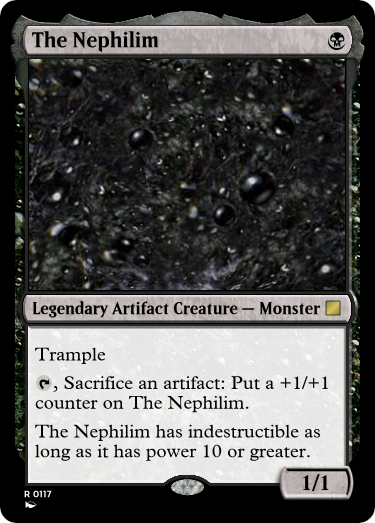 The Nephilim
Legendary Artifact Creature — Monster
Trample
, Sacrifice an artifact: Put a +1/+1
counter on The Nephilim.
The Nephilim has indestructible as
long as it has power 10 or greater.
1/1
R 0117